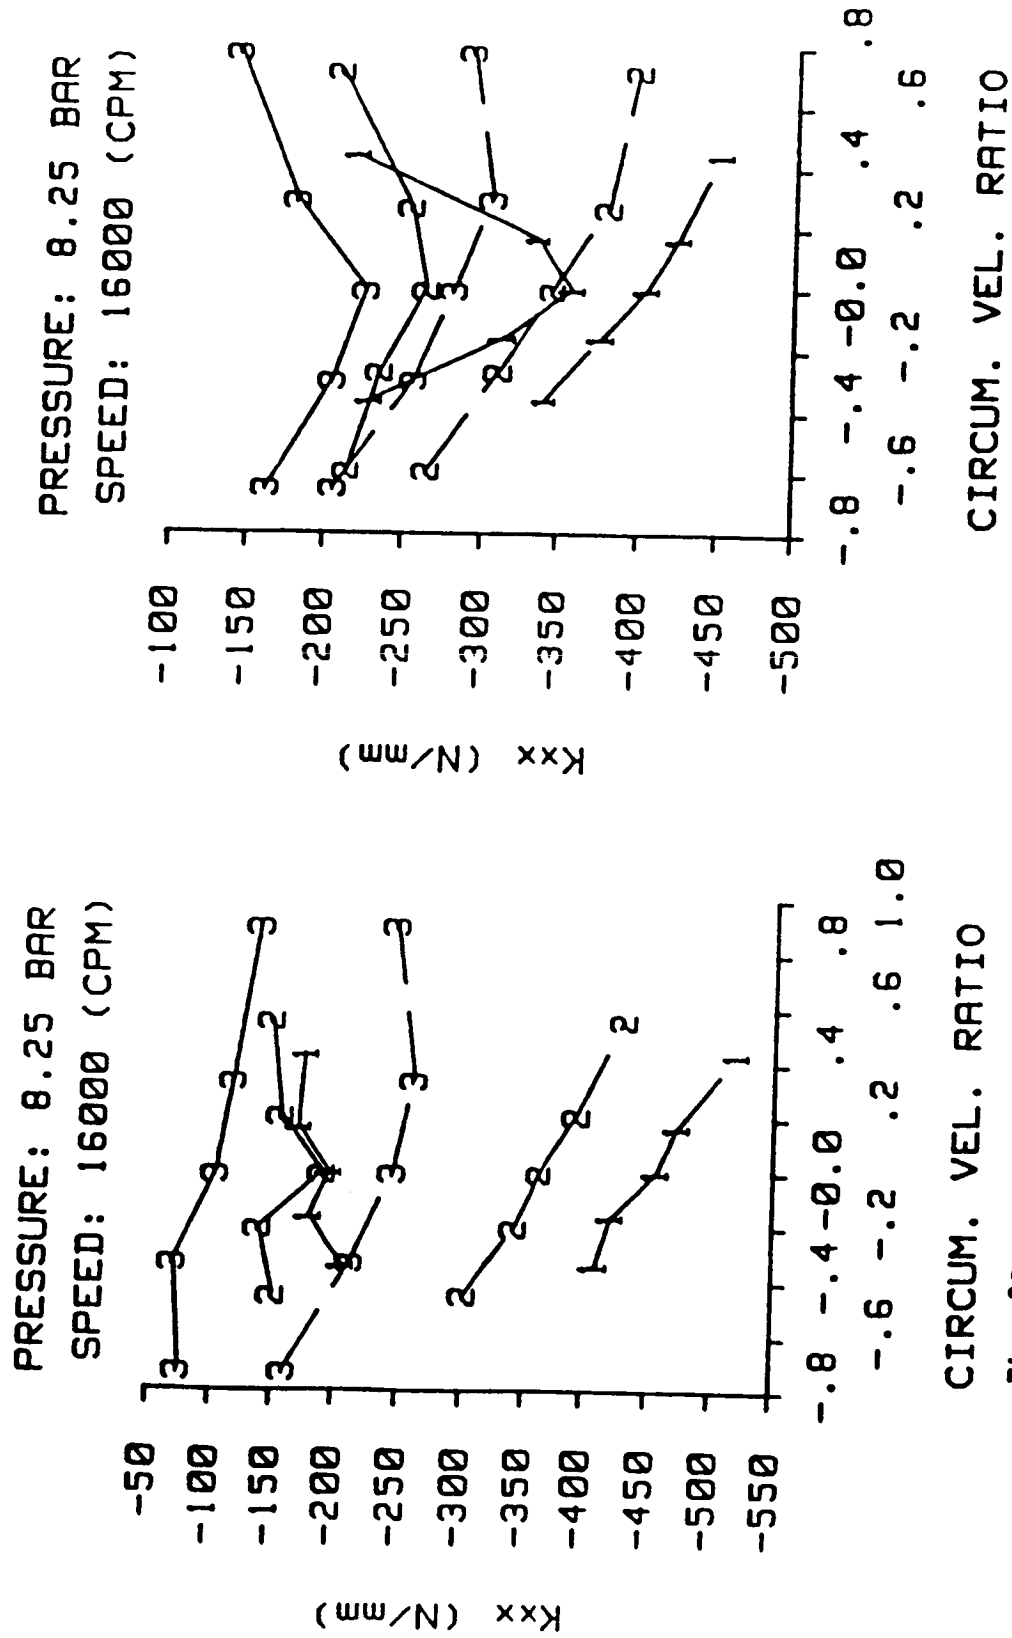 PRESSURE: 8.25 BAR
SPEED: 16000 (CPM)
-50
-100
-150
-200
-250
-300
-350
-400
-450
-500
-550
Kxx (N/mm)
-.8 -.4 -0.0 .4 .8
-.6 -.2 .2 .6 1.0
CIRCUM. VEL. RATIO
PRESSURE: 8.25 BAR
SPEED: 16000 (CPM)
-100
-150
-200
-250
-300
-350
-400
-450
-500
Kxx (N/mm)
-.8 -.4 -0.0 .4 .8
-.6 -.2 .2 .6
CIRCUM. VEL. RATIO